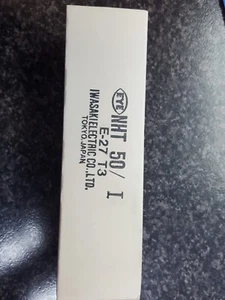 EYE NHT 50/ I
E-27 T3
IWASAKI ELECTRIC CO., LTD.
TOKYO, JAPAN